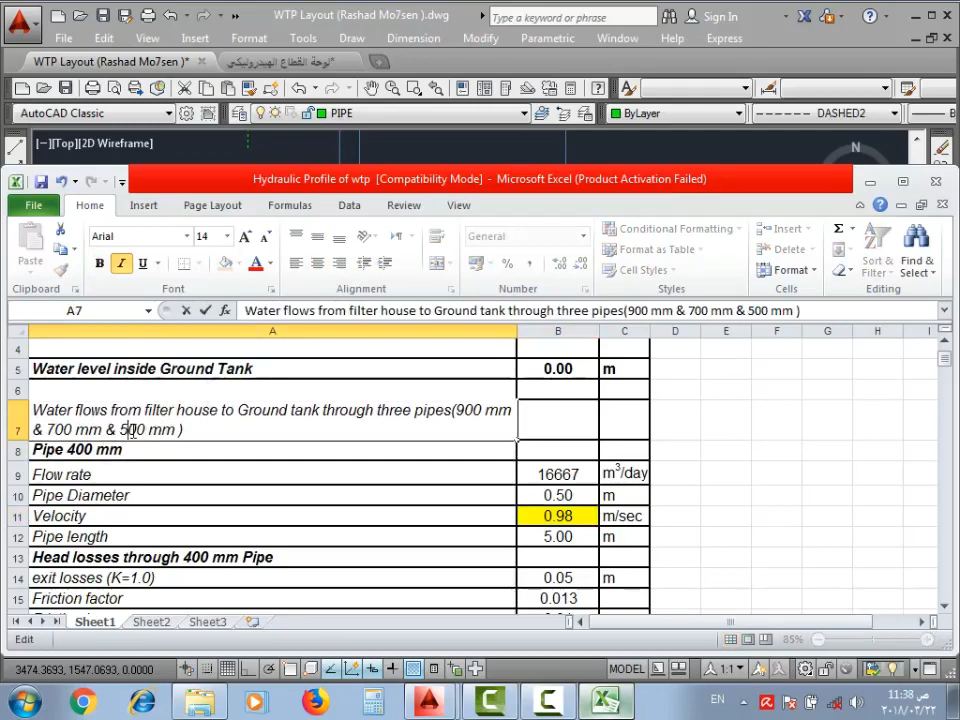 WTP Layout (Rashad Mo7sen ).dwg
Type a keyword or phrase
Sign In
File Edit View Insert Format Tools Draw Dimension Modify Parametric Window Help Express
WTP Layout (Rashad Mo7sen )*
لوحة القطاع الهيدروليكي*
AutoCAD Classic
PIPE
ByLayer
DASHED2
B
[−][Top][2D Wireframe]
N
Hydraulic Profile of wtp [Compatibility Mode] - Microsoft Excel (Product Activation Failed)
File Home Insert Page Layout Formulas Data Review View
Paste
Arial 14
General
Conditional Formatting
Format as Table
Cell Styles
Insert
Delete
Format
Sort & Filter
Find & Select
Clipboard Font Alignment Number Styles Cells Editing
A7 fx Water flows from filter house to Ground tank through three pipes(900 mm & 700 mm & 500 mm )
A B C D E F G H I
4
5 Water level inside Ground Tank 0.00 m
6
7 Water flows from filter house to Ground tank through three pipes(900 mm
& 700 mm & 500 mm )
8 Pipe 400 mm
9 Flow rate 16667 m³/day
10 Pipe Diameter 0.50 m
11 Velocity 0.98 m/sec
12 Pipe length 5.00 m
13 Head losses through 400 mm Pipe
14 exit losses (K=1.0) 0.05 m
15 Friction factor 0.013
Sheet1 Sheet2 Sheet3
Edit 85%
3474.3693, 1547.0693, 0.0000
MODEL 1:1
EN
11:38 ص
٢٠١٨/٠٣/٢٢